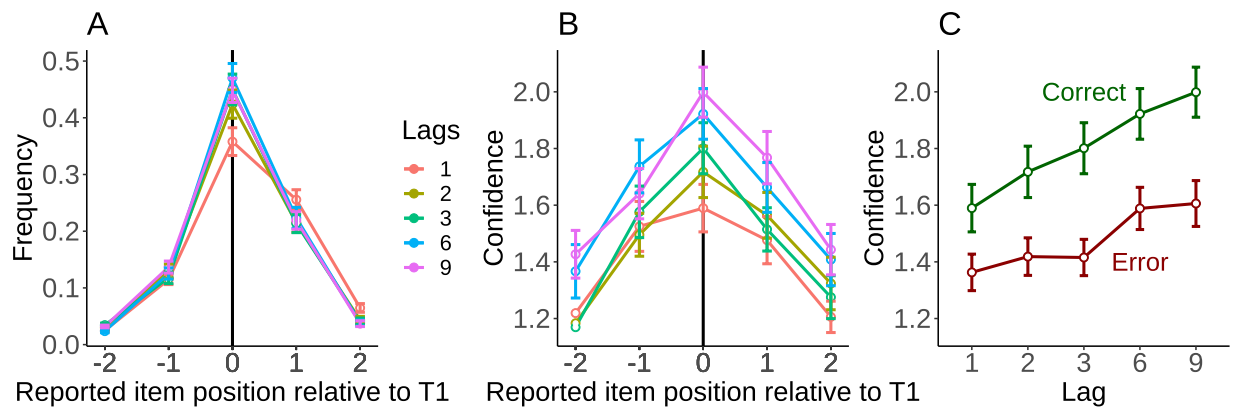 A
Frequency
0.5
0.4
0.3
0.2
0.1
0.0
-2 -1 0 1 2
Reported item position relative to T1
Lags
1
2
3
6
9
B
Confidence
2.0
1.8
1.6
1.4
1.2
-2 -1 0 1 2
Reported item position relative to T1
C
Confidence
2.0
1.8
1.6
1.4
1.2
Correct
Error
1 2 3 6 9
Lag